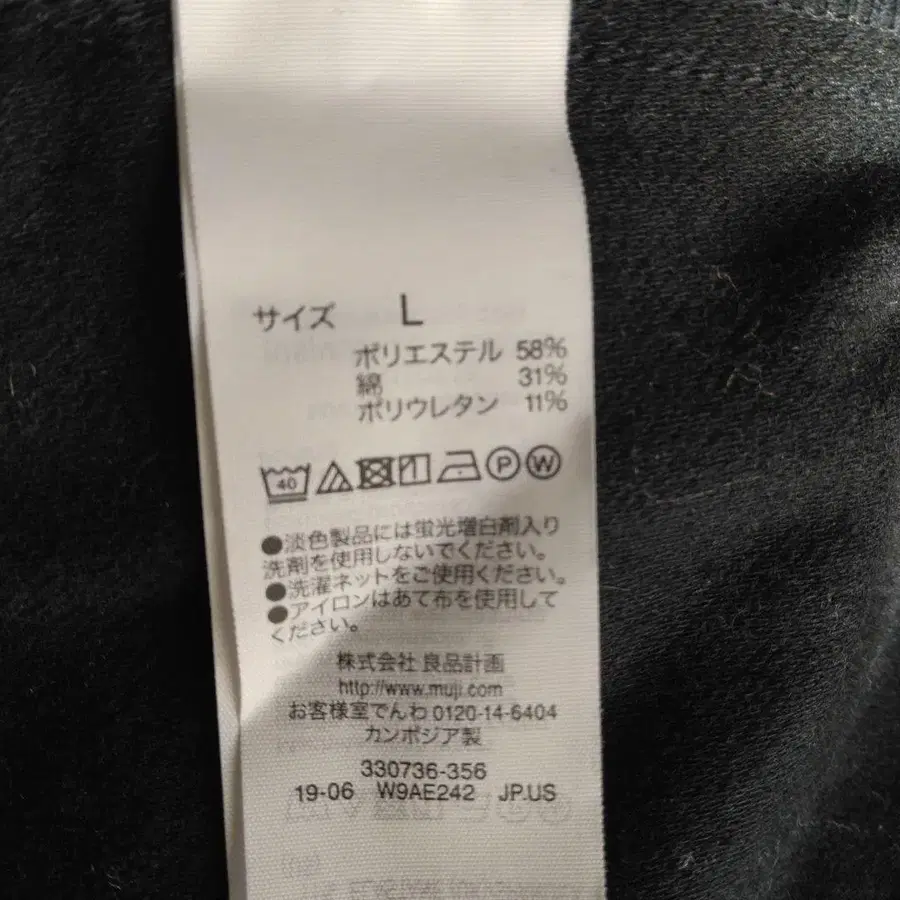 サイズ L
ポリエステル 58%
綿 31%
ポリウレタン 11%
40 P W
●淡色製品には蛍光増白剤入り
洗剤を使用しないでください。
●洗濯ネットをご使用ください。
●アイロンはあて布を使用して
ください。
株式会社 良品計画
http://www.muji.com
お客様室でんわ 0120-14-6404
カンボジア製
330736-356
19-06 W9AE242 JP.US